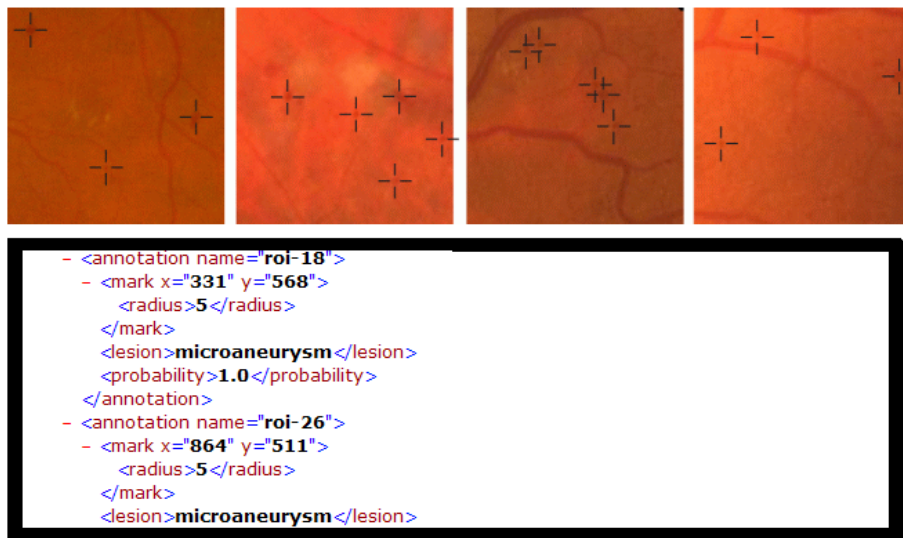 – <annotation name="roi-18">
– <mark x="331" y="568">
<radius>5</radius>
</mark>
<lesion>microaneurysm</lesion>
<probability>1.0</probability>
</annotation>
– <annotation name="roi-26">
– <mark x="864" y="511">
<radius>5</radius>
</mark>
<lesion>microaneurysm</lesion>